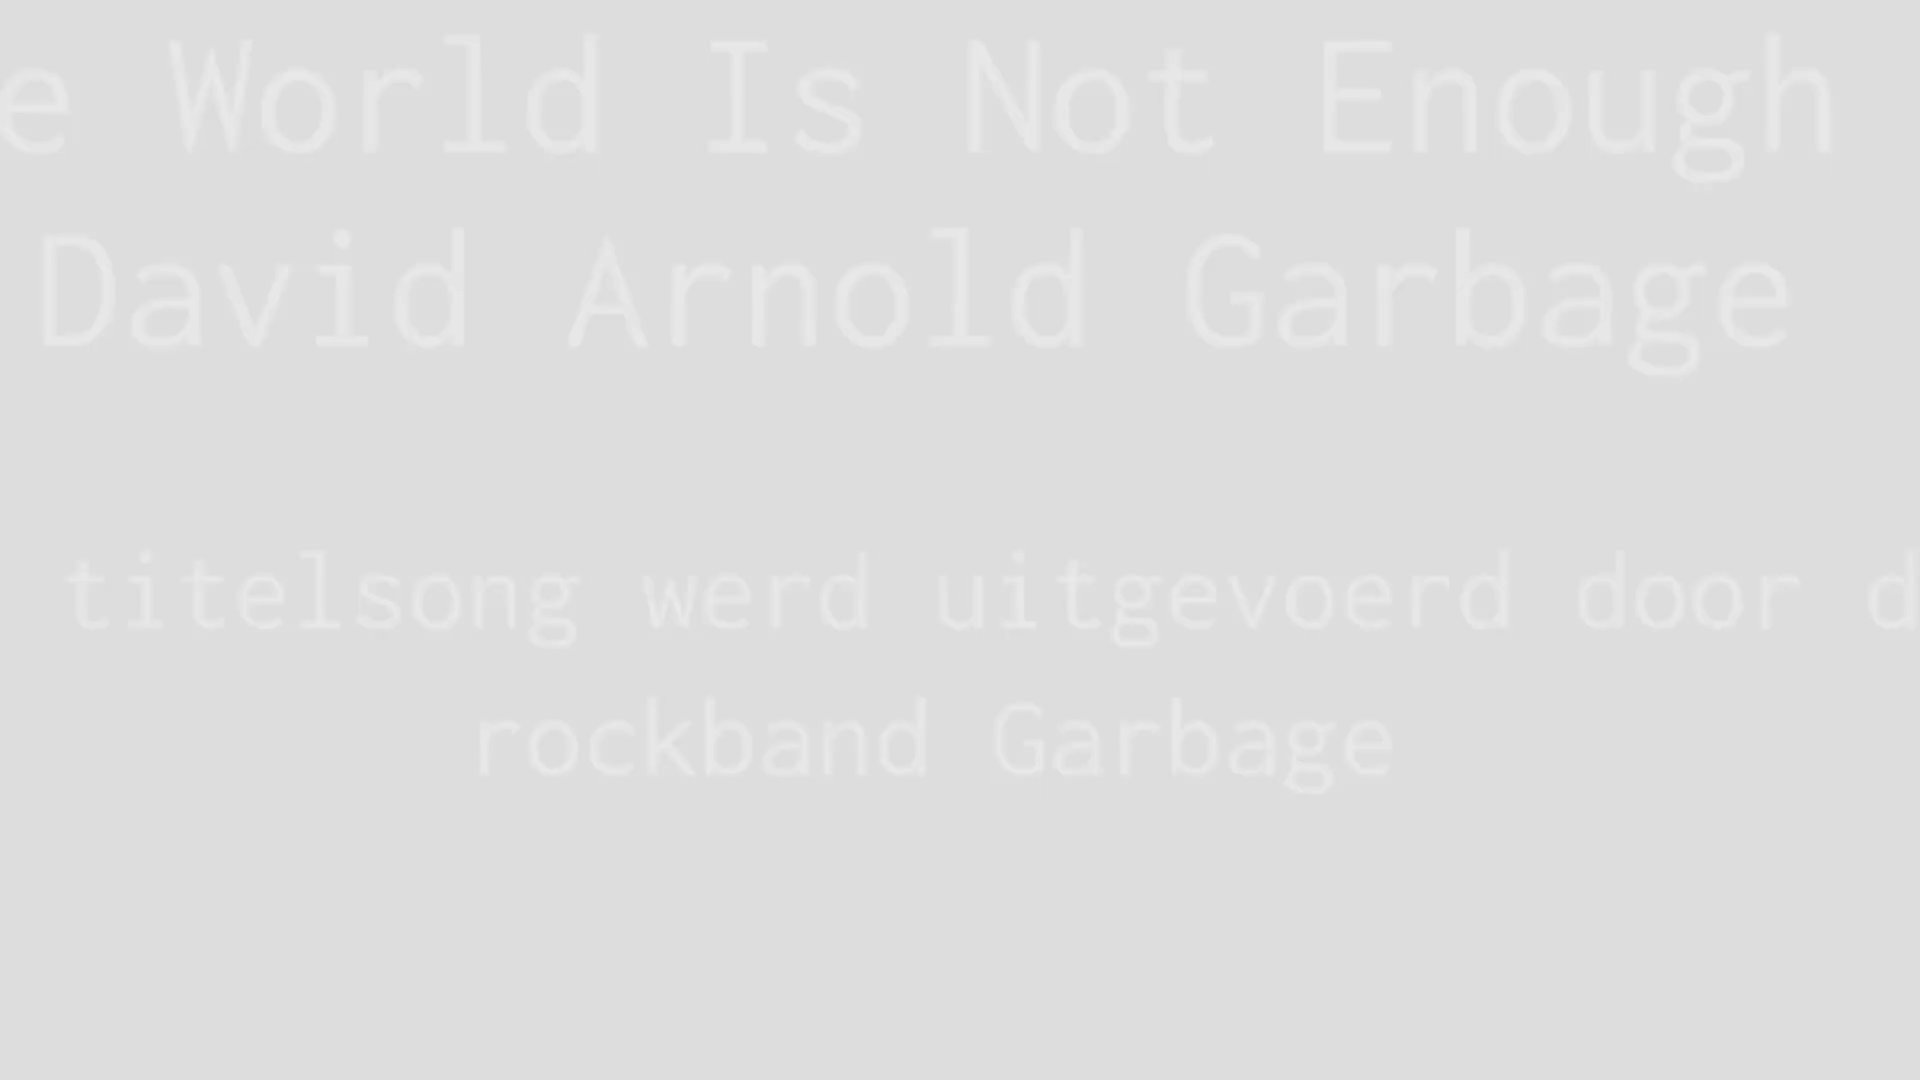 e World Is Not Enough
David Arnold Garbage
titelsong werd uitgevoerd door d
rockband Garbage